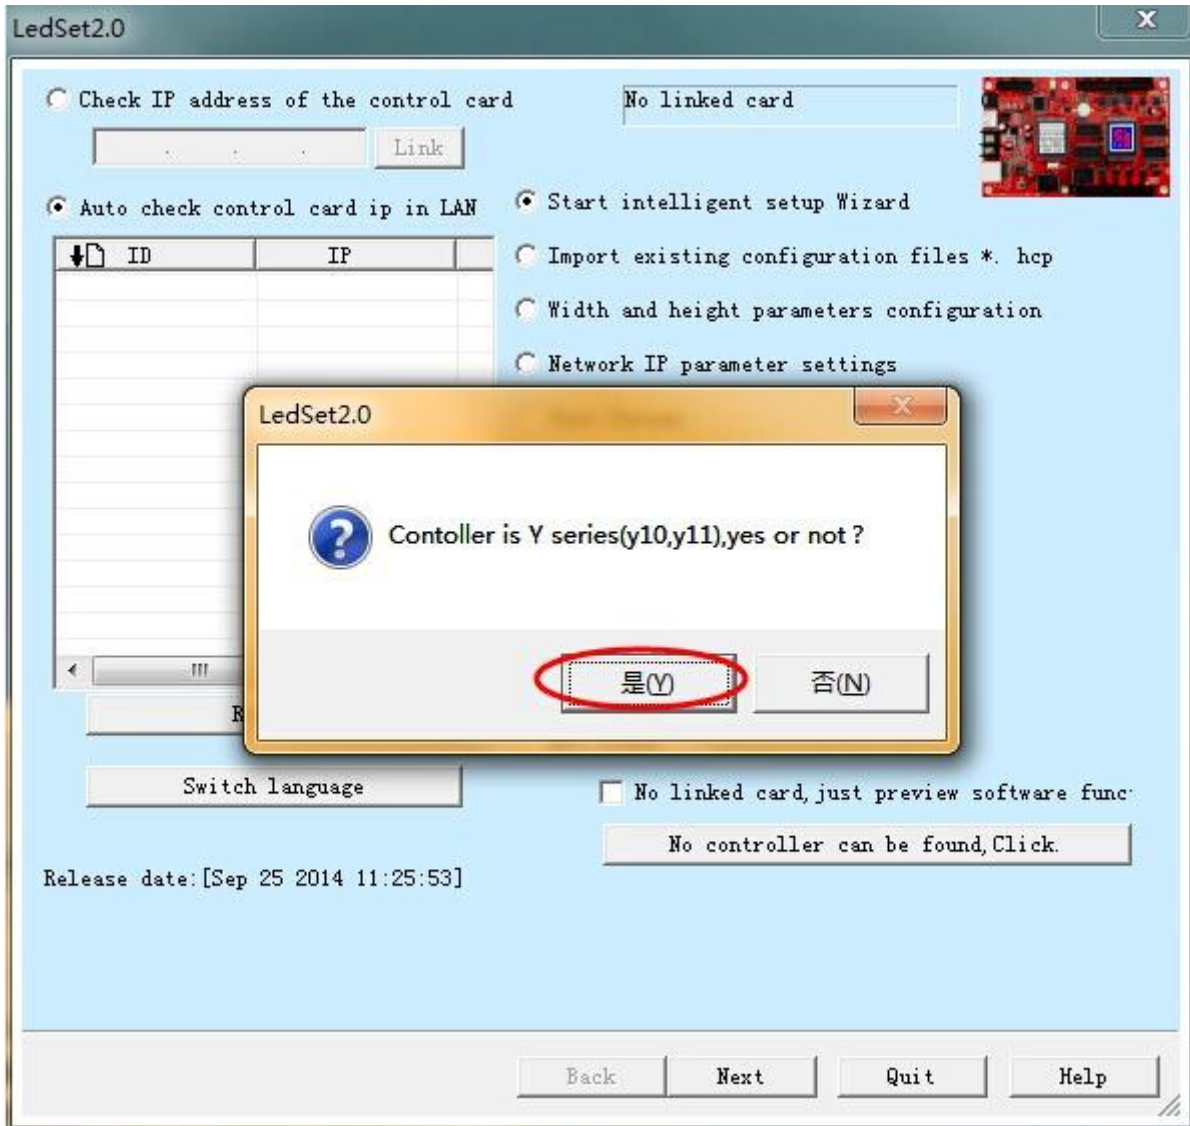 LedSet2.0
Check IP address of the control card
No linked card
. . .
Link
Auto check control card ip in LAN
Start intelligent setup Wizard
ID IP
Import existing configuration files *. hcp
Width and height parameters configuration
Network IP parameter settings
LedSet2.0
Contoller is Y series(y10,y11),yes or not ?
是(Y) 否(N)
Switch language
No linked card,just preview software func
No controller can be found,Click.
Release date:[Sep 25 2014 11:25:53]
Back Next Quit Help